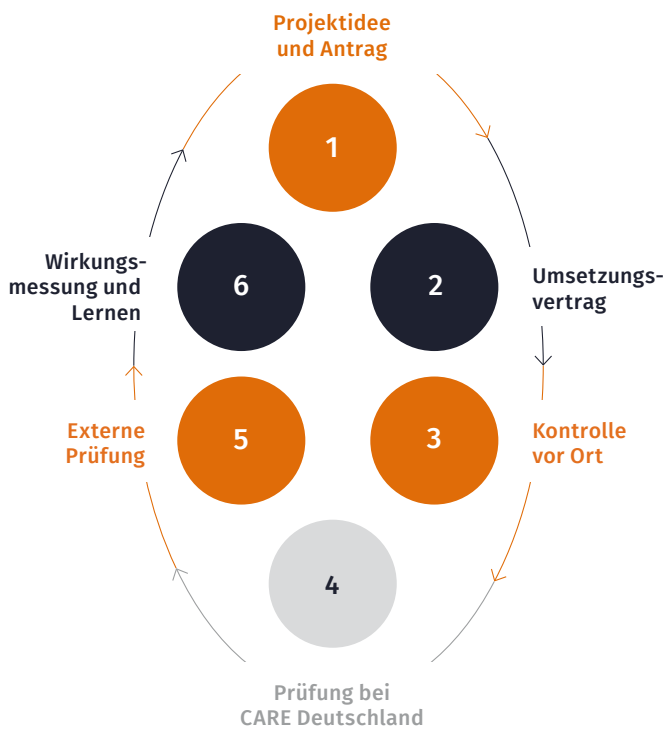 Projektidee
und Antrag
1
2
Umsetzungs-
vertrag
3
Kontrolle
vor Ort
4
Prüfung bei
CARE Deutschland
5
Externe
Prüfung
6
Wirkungs-
messung und
Lernen